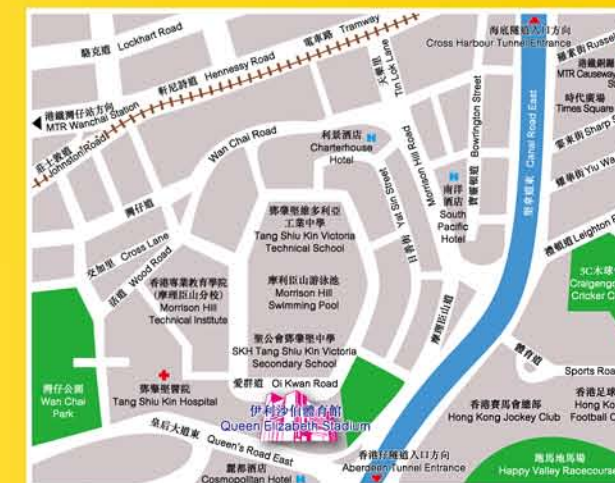 駱克道 Lockhart Road
電車路 Tramway
海底隧道入口方向
Cross Harbour Tunnel Entrance
軒尼詩道 Hennessy Road
天樂里 Tin Lok Lane
港鐵灣仔站方向
MTR Wanchai Station
莊士敦道
Johnston Road
Wan Chai Road
利景酒店
Charterhouse
Hotel
Morrison Hill Road
寶靈頓道 Bowrington Street
堅拿道東 Canal Road East
MTR Causeway
時代廣場
Times Square
Sharp S
Yiu Wa
禮頓道 Leighton
南洋
酒店
South
Pacific
Hotel
Yat Sin Street
灣仔道
交加里 Cross Lane
活道 Wood Road
鄧肇堅維多利亞
工業中學
Tang Shiu Kin Victoria
Technical School
香港專業教育學院
(摩理臣山分校)
Morrison Hill
Technical Institute
摩利臣山游泳池
Morrison Hill
Swimming Pool
摩理臣山道
Craigengo
Cricket C
聖公會鄧肇堅中學
SKH Tang Shiu Kin Victoria
Secondary School
體育道
Sports Roa
灣仔公園
Wan Chai
Park
鄧肇堅醫院
Tang Shiu Kin Hospital
愛群道 Oi Kwan Road
伊利沙伯體育館
Queen Elizabeth Stadium
香港賽馬會總部
Hong Kong Jockey Club
香港足球
Hong Ko
Football C
皇后大道東 Queen's Road East
麗都酒店
Cosmopolitan Hotel
香港仔隧道入口方向
Aberdeen Tunnel Entrance
跑馬地馬場
Happy Valley Racecourse